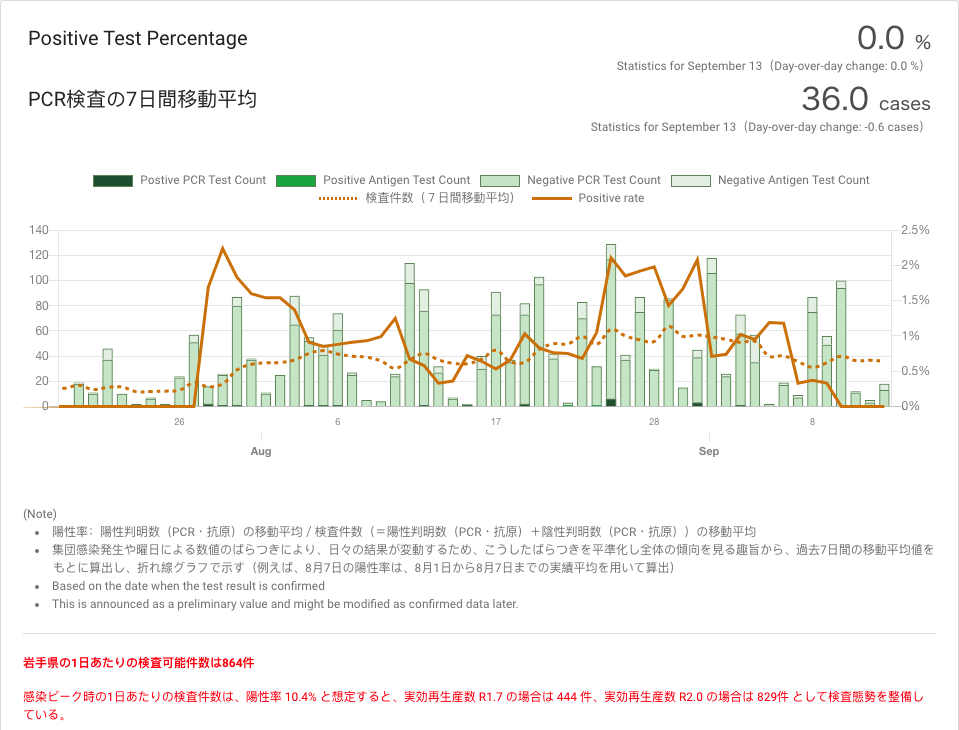 Positive Test Percentage
0.0 %
Statistics for September 13（Day-over-day change: 0.0 %）
PCR検査の7日間移動平均
36.0 cases
Statistics for September 13（Day-over-day change: -0.6 cases）
Postive PCR Test Count Positive Antigen Test Count Negative PCR Test Count Negative Antigen Test Count
検査件数（７日間移動平均） Positive rate
140 2.5%
120
2%
100
1.5%
80
60
1%
40
0.5%
20
0 0%
26 6 17 28 8
Aug Sep
(Note)
陽性率：陽性判明数（PCR・抗原）の移動平均 / 検査件数（＝陽性判明数（PCR・抗原）＋陰性判明数（PCR・抗原））の移動平均
集団感染発生や曜日による数値のばらつきにより、日々の結果が変動するため、こうしたばらつきを平準化し全体の傾向を見る趣旨から、過去7日間の移動平均値を
もとに算出し、折れ線グラフで示す（例えば、8月7日の陽性率は、8月1日から8月7日までの実績平均を用いて算出）
Based on the date when the test result is confirmed
This is announced as a preliminary value and might be modified as confirmed data later.
岩手県の1日あたりの検査可能件数は864件
感染ピーク時の1日あたりの検査件数は、陽性率 10.4% と想定すると、実効再生産数 R1.7 の場合は 444 件、実効再生産数 R2.0 の場合は 829件 として検査態勢を整備し
ている。